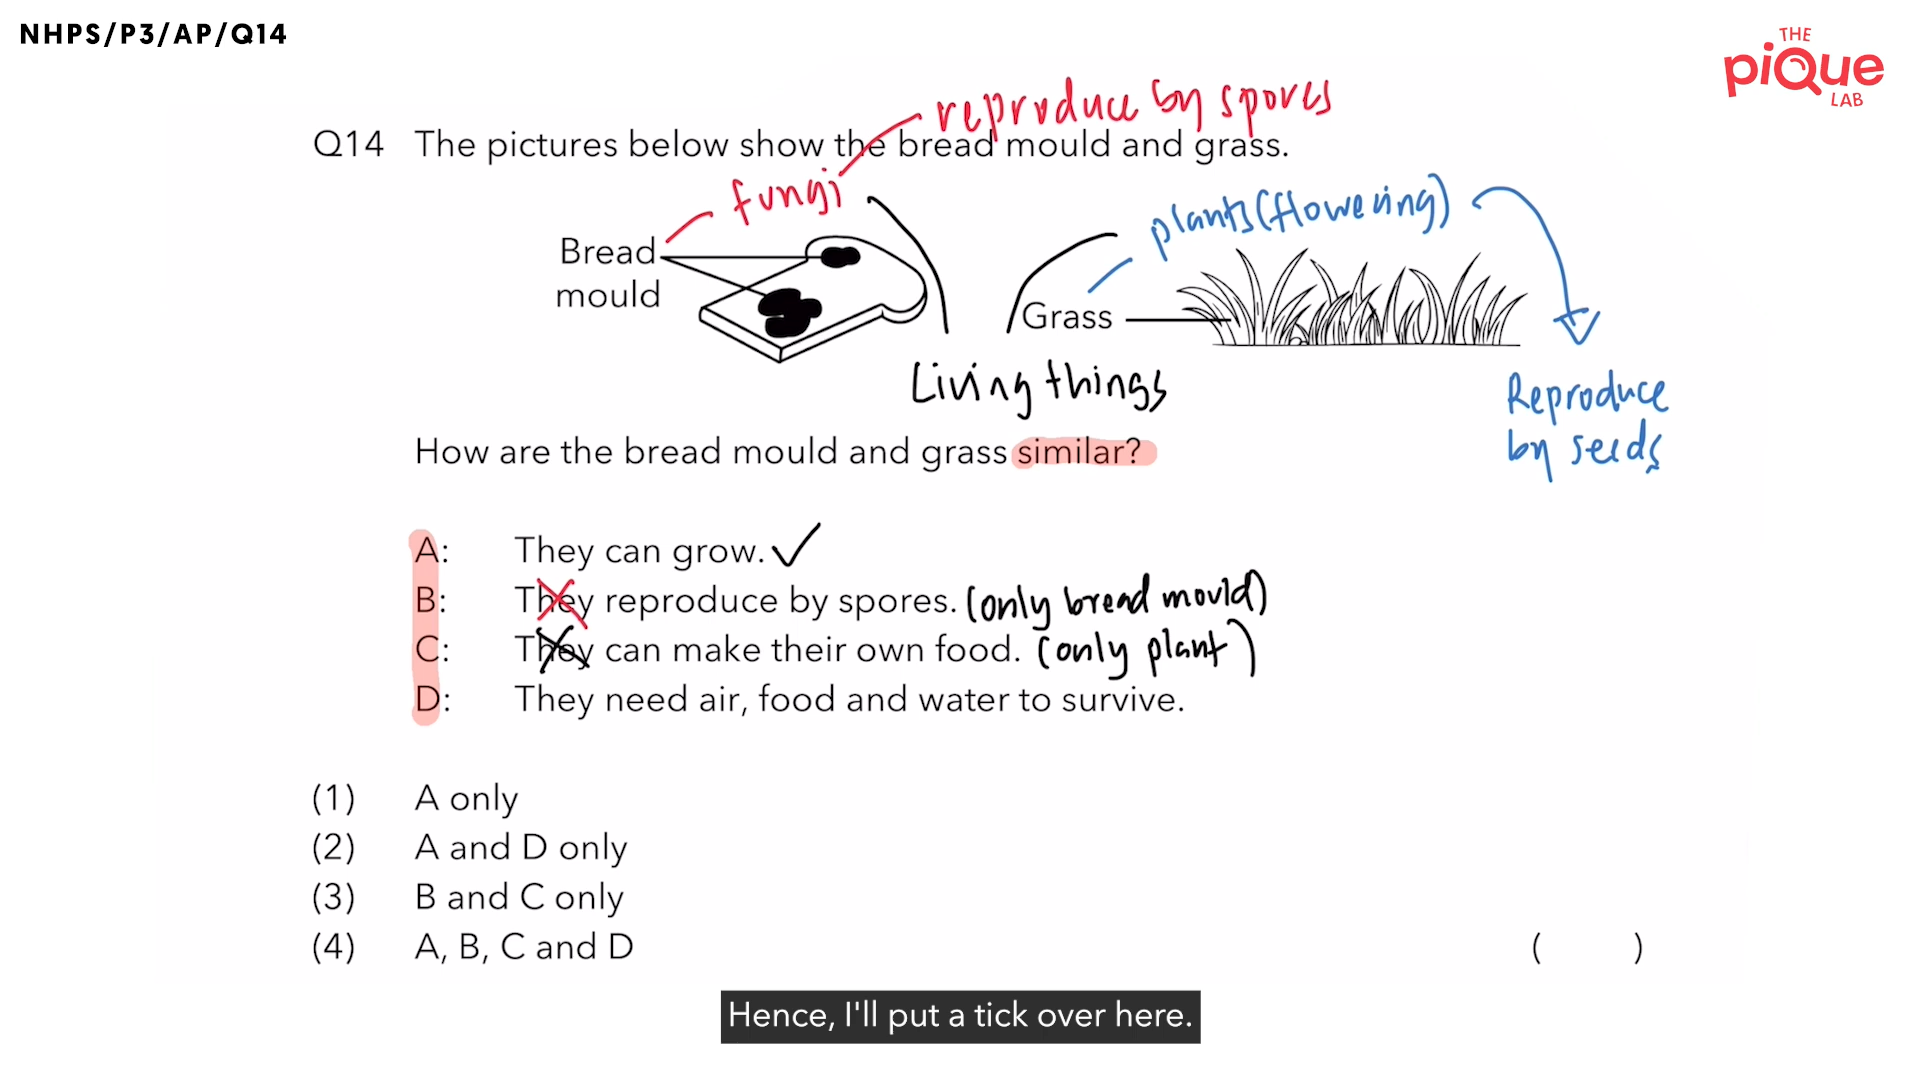 NHPS/P3/AP/Q14
THE
piQue
LAB
reproduce by spores
Q14 The pictures below show the bread mould and grass.
fungi
plants(flowering)
Bread
mould
Grass
Living things
Reproduce
by seeds
How are the bread mould and grass similar?
A: They can grow.
B: They reproduce by spores. (only bread mould)
C: They can make their own food. (only plant)
D: They need air, food and water to survive.
(1) A only
(2) A and D only
(3) B and C only
(4) A, B, C and D ( )
Hence, I'll put a tick over here.